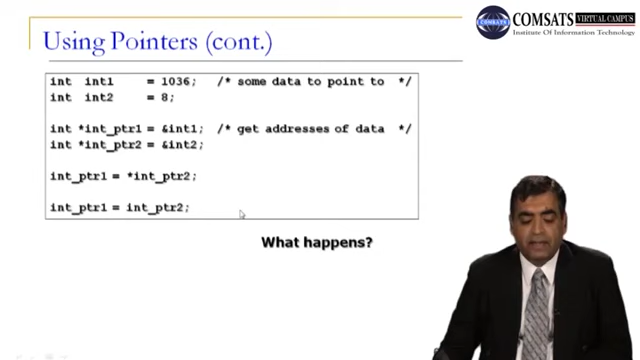 Using Pointers (cont.)
COMSATS VIRTUAL CAMPUS
Institute Of Information Technology
int int1 = 1036; /* some data to point to */
int int2 = 8;
int *int_ptr1 = &int1; /* get addresses of data */
int *int_ptr2 = &int2;
int_ptr1 = *int_ptr2;
int_ptr1 = int_ptr2;
What happens?